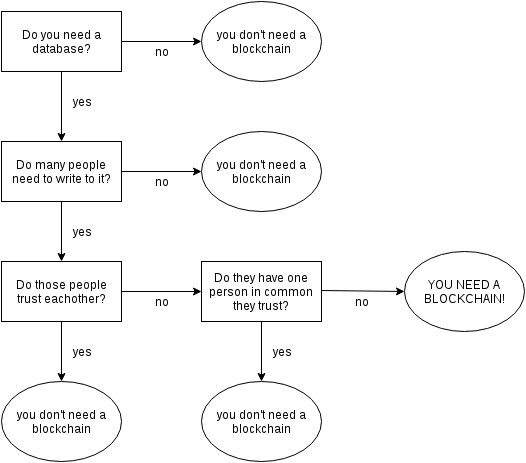 Do you need a
database?
no
you don't need a
blockchain
yes
Do many people
need to write to it?
no
you don't need a
blockchain
yes
Do those people
trust eachother?
no
Do they have one
person in common
they trust?
no
YOU NEED A
BLOCKCHAIN!
yes
yes
you don't need a
blockchain
you don't need a
blockchain